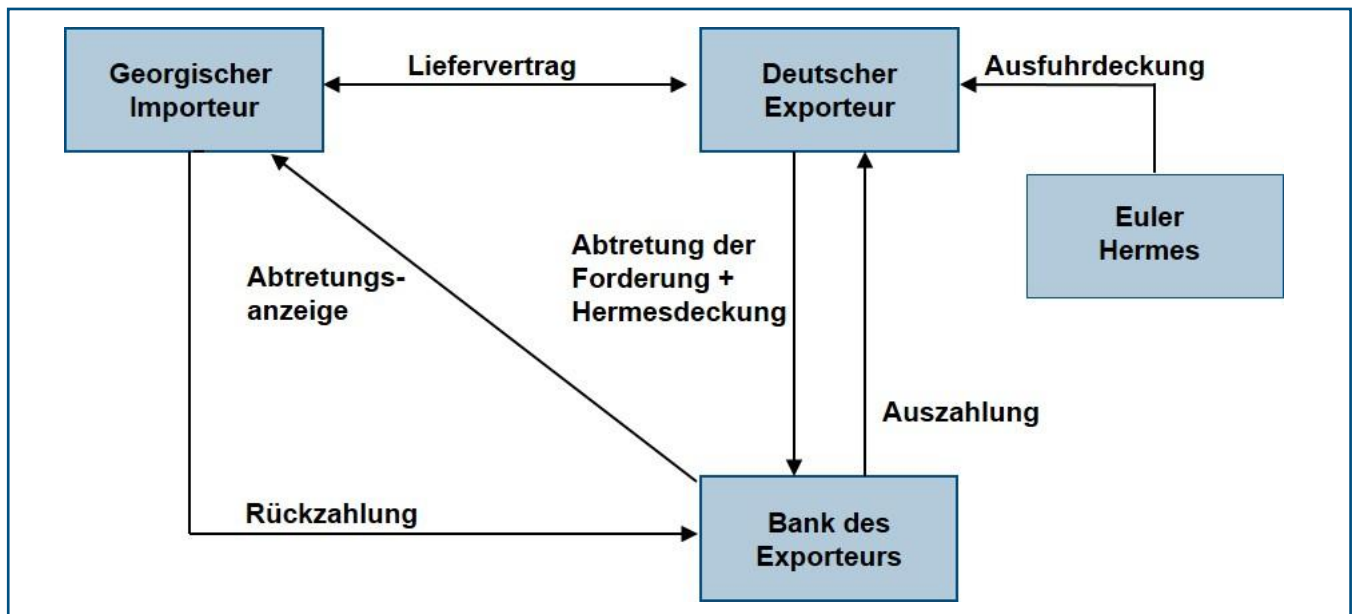 Georgischer
Importeur
Liefervertrag
Deutscher
Exporteur
Ausfuhrdeckung
Euler
Hermes
Abtretungs-
anzeige
Abtretung der
Forderung +
Hermesdeckung
Auszahlung
Rückzahlung
Bank des
Exporteurs